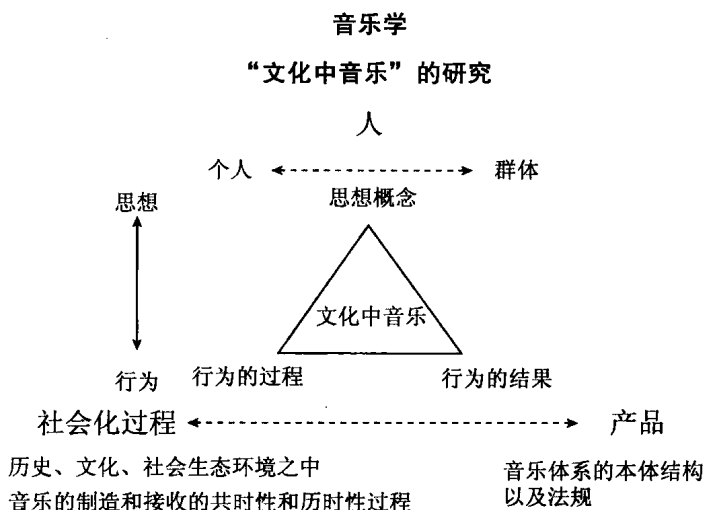 音乐学
“文化中音乐”的研究
人
个人 群体
思想 思想概念
文化中音乐
行为 行为的过程 行为的结果
社会化过程 产品
历史、文化、社会生态环境之中 音乐体系的本体结构
音乐的制造和接收的共时性和历时性过程 以及法规